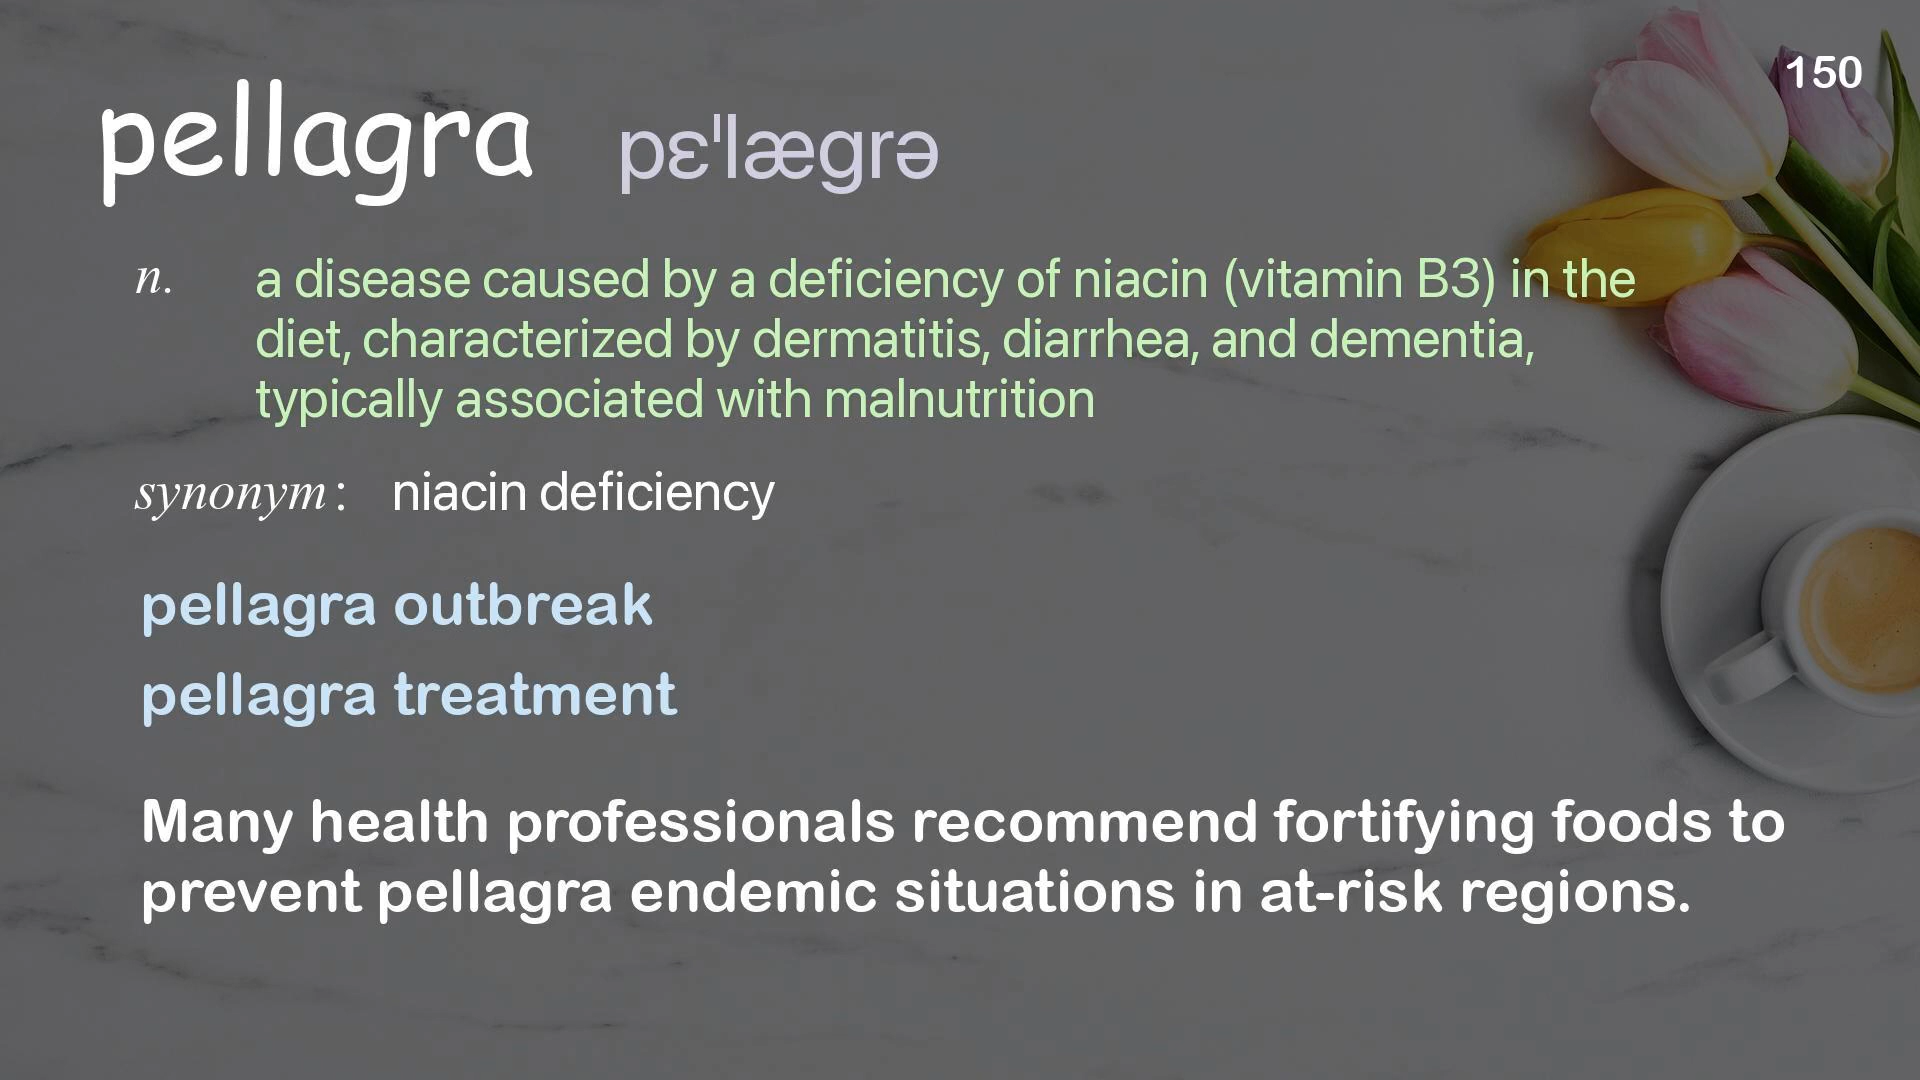 150
pellagra pɛˈlægrə
n. a disease caused by a deficiency of niacin (vitamin B3) in the
diet, characterized by dermatitis, diarrhea, and dementia,
typically associated with malnutrition
synonym: niacin deficiency
pellagra outbreak
pellagra treatment
Many health professionals recommend fortifying foods to
prevent pellagra endemic situations in at-risk regions.